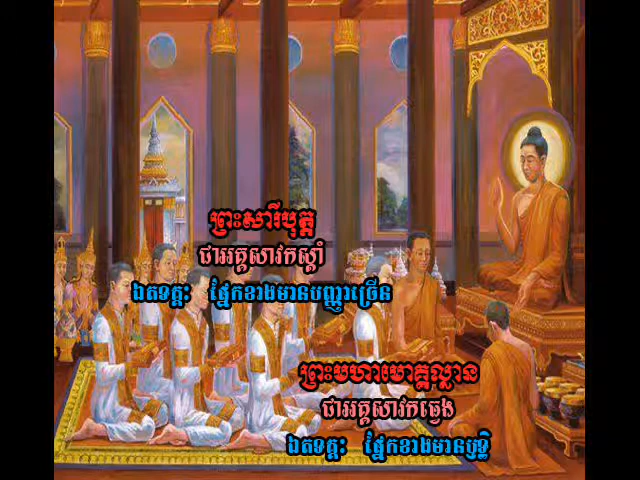 ព្រះសារីបុត្ត
ជាអគ្គសាវកស្តាំ
ឯតទគ្គៈ ផ្នែកខាងមានបញ្ញាច្រើន
ព្រះមហាមោគ្គល្លាន
ជាអគ្គសាវកឆ្វេង
ឯតទគ្គៈ ផ្នែកខាងមានឫទ្ធិ